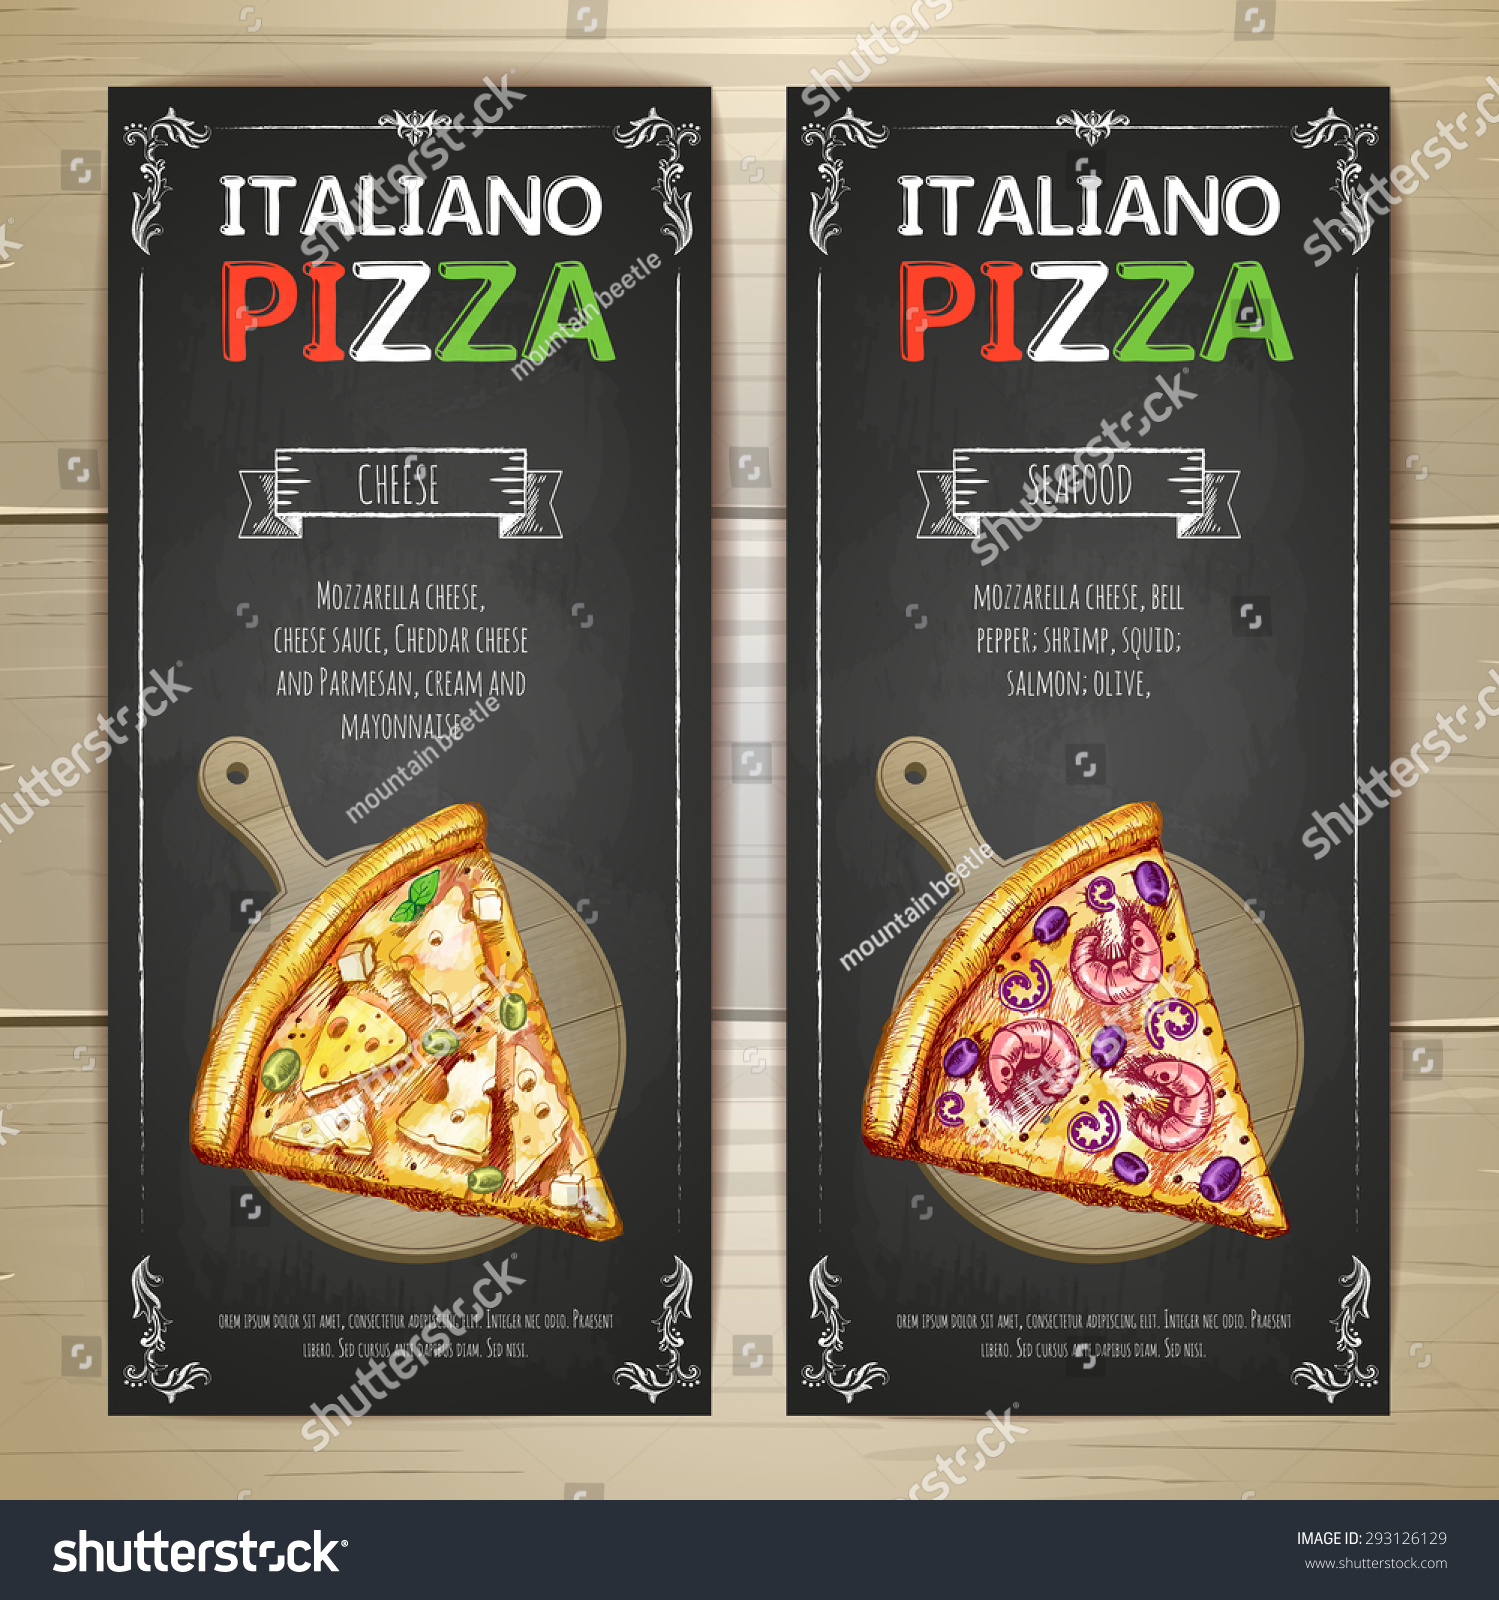 ITALIANO
PIZZA
CHEESE
MOZZARELLA CHEESE,
CHEESE SAUCE, CHEDDAR CHEESE
AND PARMESAN, CREAM AND
MAYONNAISE
OREM IPSUM DOLOR SIT AMET, CONSECTETUR ADIPISCING ELIT. INTEGER NEC ODIO. PRAESENT
LIBERO. SED CURSUS ANTE DAPIBUS DIAM. SED NISI.
ITALIANO
PIZZA
SEAFOOD
MOZZARELLA CHEESE, BELL
PEPPER; SHRIMP, SQUID;
SALMON; OLIVE,
OREM IPSUM DOLOR SIT AMET, CONSECTETUR ADIPISCING ELIT. INTEGER NEC ODIO. PRAESENT
LIBERO. SED CURSUS ANTE DAPIBUS DIAM. SED NISI.
shutterstock
mountain beetle
shutterstock®
IMAGE ID: 293126129
www.shutterstock.com